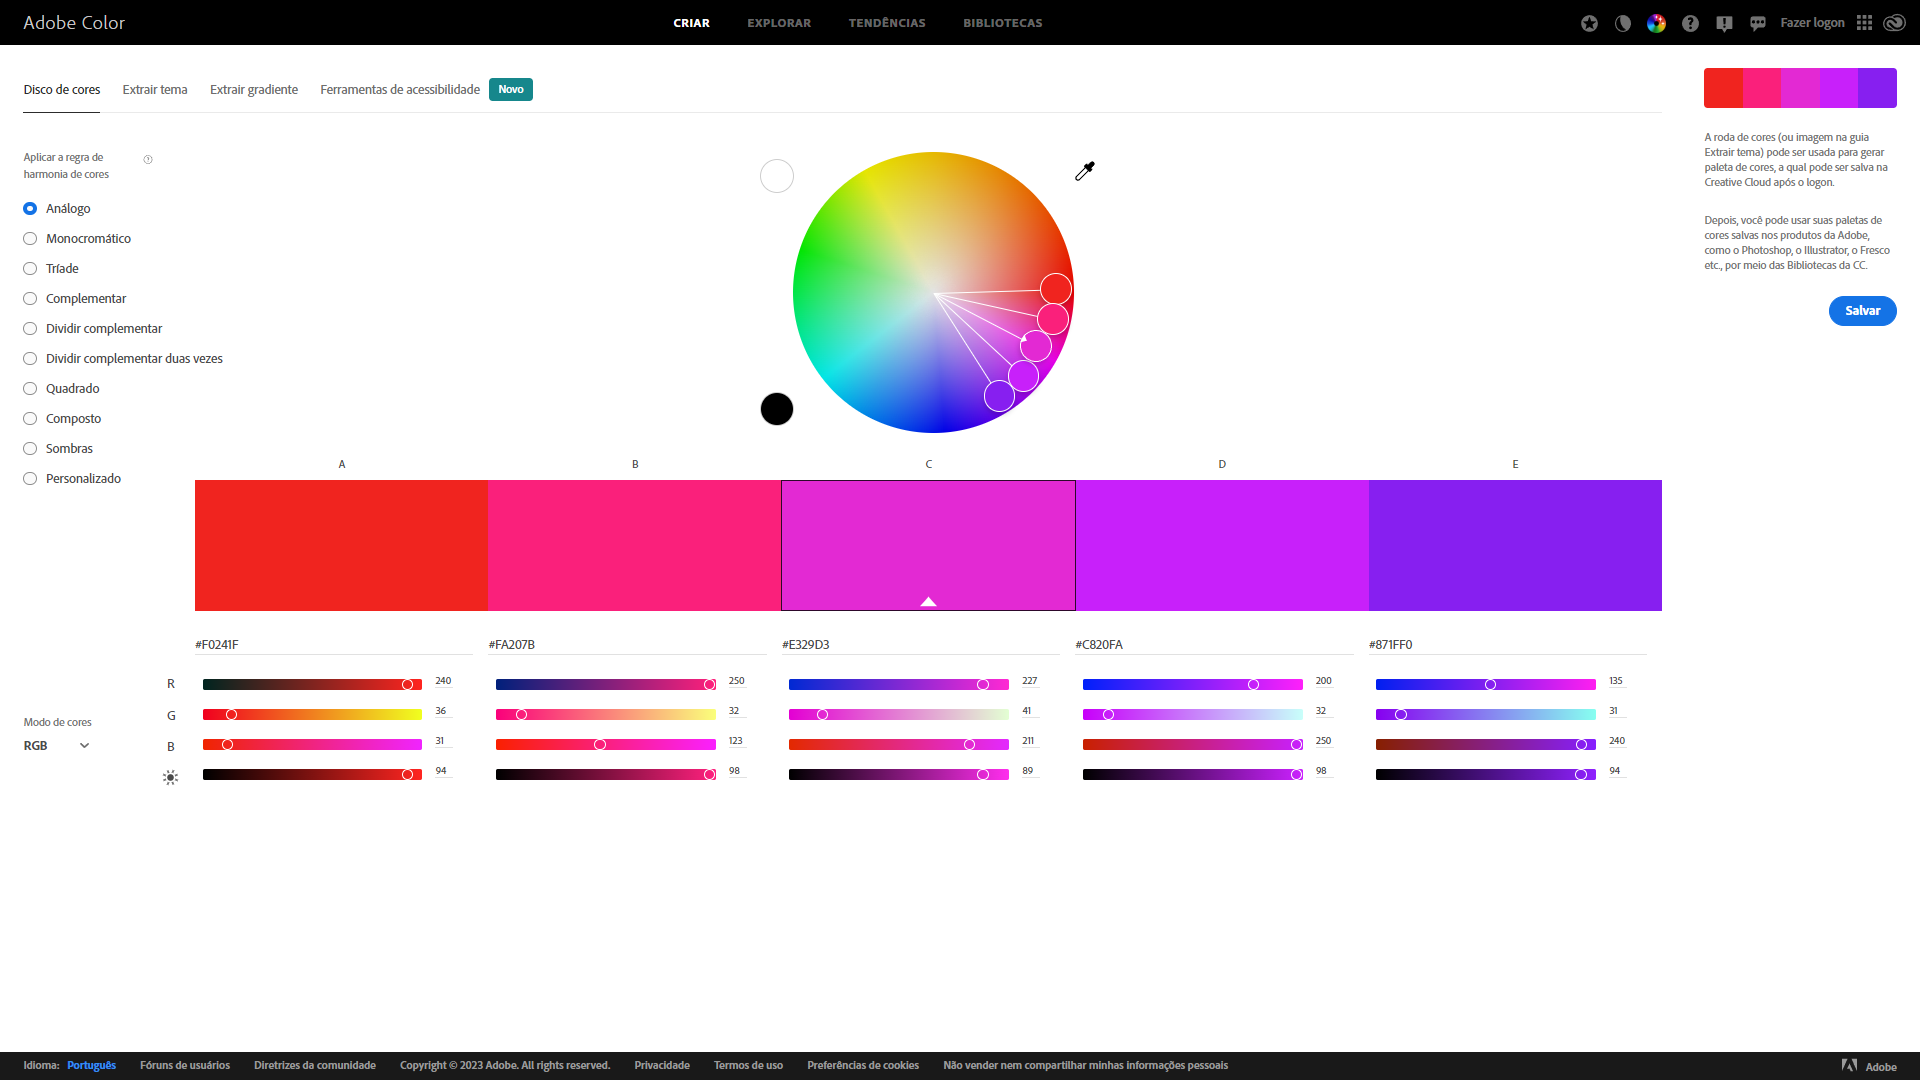 Adobe Color
CRIAR
EXPLORAR
TENDÊNCIAS
BIBLIOTECAS
Fazer logon
Disco de cores
Extrair tema
Extrair gradiente
Ferramentas de acessibilidade
Novo
Aplicar a regra de
harmonia de cores
Análogo
Monocromático
Tríade
Complementar
Dividir complementar
Dividir complementar duas vezes
Quadrado
Composto
Sombras
Personalizado
A roda de cores (ou imagem na guia
Extrair tema) pode ser usada para gerar
paleta de cores, a qual pode ser salva na
Creative Cloud após o logon.
Depois, você pode usar suas paletas de
cores salvas nos produtos da Adobe,
como o Photoshop, o Illustrator, o Fresco
etc., por meio das Bibliotecas da CC.
Salvar
A B C D E
#F0241F #FA207B #E329D3 #C820FA #871FF0
R 240 250 227 200 135
G 36 32 41 32 31
B 31 123 211 250 240
94 98 89 98 94
Modo de cores
RGB
Idioma: Português Fóruns de usuários Diretrizes da comunidade Copyright © 2023 Adobe. All rights reserved. Privacidade Termos de uso Preferências de cookies Não vender nem compartilhar minhas informações pessoais Adobe